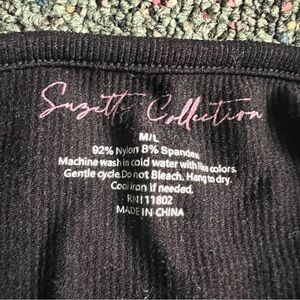 Suzette Collection
M/L
92% Nylon 8% Spandex
Machine wash in cold water with like colors.
Gentle cycle. Do not Bleach. Hang to dry.
Cool iron if needed.
RN111802
MADE IN CHINA